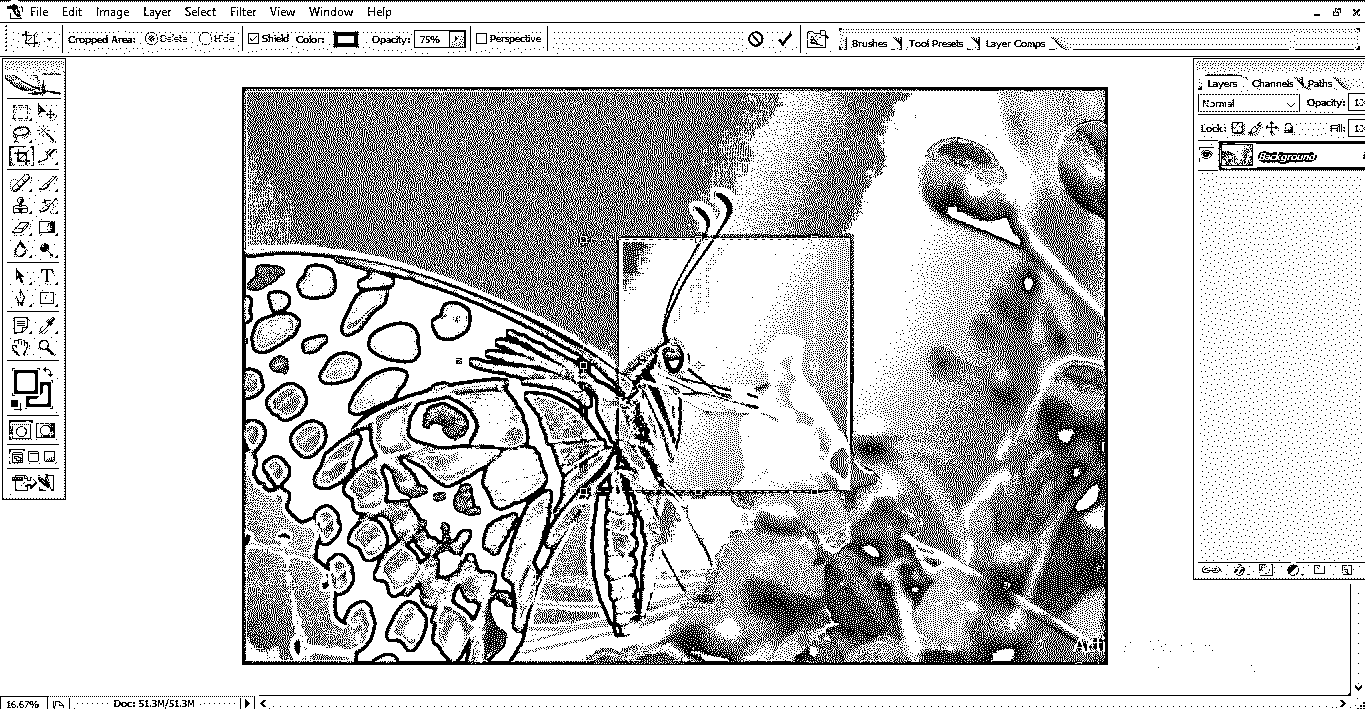 File Edit Image Layer Select Filter View Window Help
Cropped Area: Delete Hide Shield Color: Opacity: 75% Perspective Brushes Tool Presets Layer Comps
Layers Channels Paths
Normal Opacity:
Lock: Fill:
Background
16.67% Doc: 51.3M/51.3M